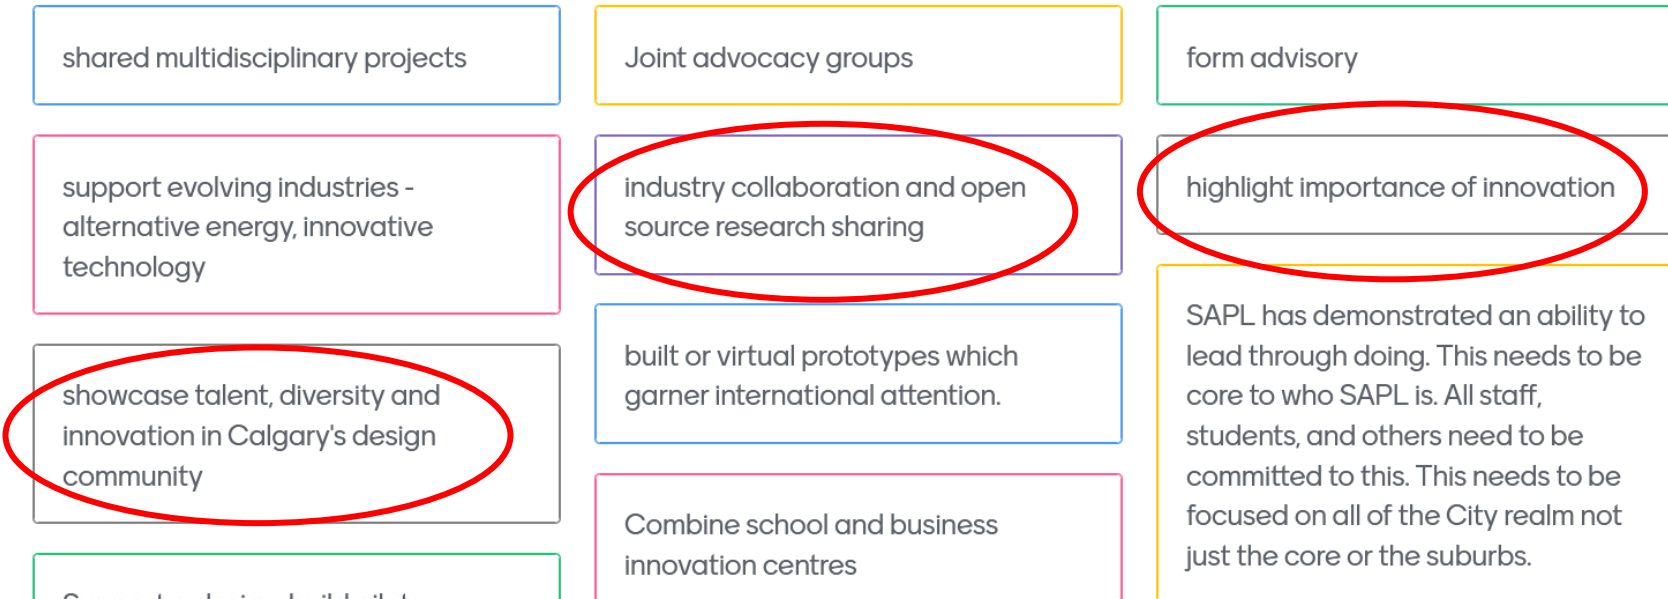 shared multidisciplinary projects
support evolving industries -
alternative energy, innovative
technology
showcase talent, diversity and
innovation in Calgary's design
community
Joint advocacy groups
industry collaboration and open
source research sharing
built or virtual prototypes which
garner international attention.
Combine school and business
innovation centres
form advisory
highlight importance of innovation
SAPL has demonstrated an ability to
lead through doing. This needs to be
core to who SAPL is. All staff,
students, and others need to be
committed to this. This needs to be
focused on all of the City realm not
just the core or the suburbs.